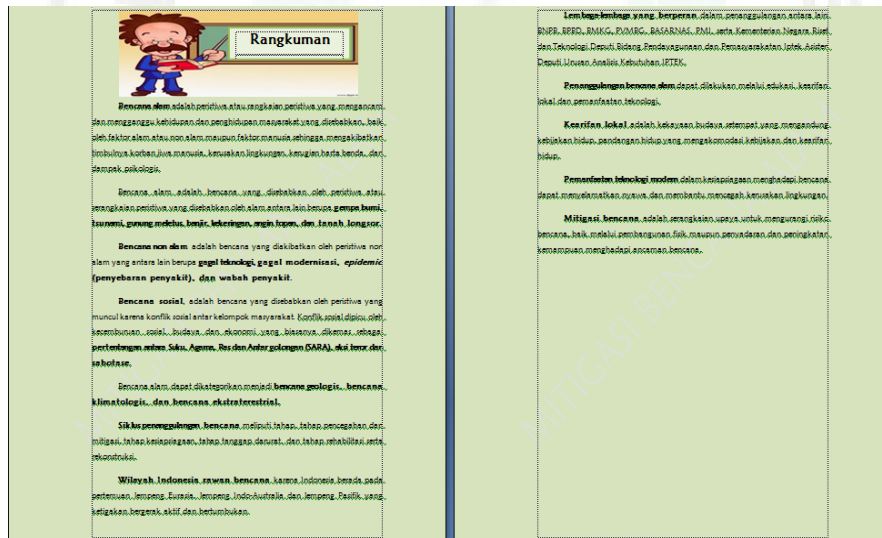 Rangkuman
Bencana alam adalah peristiwa atau rangkaian peristiwa yang mengancam
dan mengganggu kehidupan dan penghidupan masyarakat yang disebabkan, baik
oleh faktor alam atau non alam maupun faktor manusia sehingga mengakibatkan
timbulnya korban jiwa manusia, kerusakan lingkungan, kerugian harta benda, dan
dampak psikologis.
Bencana alam adalah bencana yang disebabkan oleh peristiwa atau
serangkaian peristiwa yang disebabkan oleh alam antara lain berupa gempa bumi,
tsunami, gunung meletus, banjir, kekeringan, angin topan, dan tanah longsor.
Bencana non alam adalah bencana yang diakibatkan oleh peristiwa non
alam yang antara lain berupa gagal teknologi, gagal modernisasi, epidemic
(penyebaran penyakit), dan wabah penyakit.
Bencana sosial, adalah bencana yang disebabkan oleh peristiwa yang
muncul karena konflik sosial antar kelompok masyarakat. Konflik sosial dipicu oleh
kecemburuan sosial, budaya dan ekonomi yang biasanya dikemas sebagai
pertentangan antara Suku, Agama, Ras dan Antar golongan (SARA), aksi teror dan
sabotase.
Bencana alam dapat dikategorikan menjadi bencana geologis, bencana
klimatologis, dan bencana ekstraterestrial.
Siklus penanggulangan bencana meliputi tahap, tahap pencegahan dan
mitigasi, tahap kesiapsiagaan, tahap tanggap darurat, dan tahap rehabilitasi serta
rekonstruksi.
Wilayah Indonesia rawan bencana karena Indonesia berada pada
pertemuan lempeng Eurasia, lempeng Indo-Australia dan lempeng Pasifik yang
ketigakan bergerak aktif dan bertumbukan.
Lembaga-lembaga yang berperan dalam penanggulangan antara lain
BNPB, BPBD, BMKG, PVMBG, BASARNAS, PMI, serta Kementerian Negara Riset
dan Teknologi Deputi Bidang Pendayagunaan dan Pemasyarakatan Iptek Asisten
Deputi Urusan Analisis Kebutuhan IPTEK.
Penanggulangan bencana alam dapat dilakukan melalui edukasi, kearifan
lokal dan pemanfaatan teknologi.
Kearifan lokal adalah kekayaan budaya setempat yang mengandung
kebijakan hidup, pandangan hidup yang mengakomodasi kebijakan dan kearifan
hidup.
Pemanfaatan teknologi modern dalam kesiapsiagaan menghadapi bencana
dapat menyelamatkan nyawa dan membantu mencegah kerusakan lingkungan.
Mitigasi bencana adalah serangkaian upaya untuk mengurangi risiko
bencana, baik melalui pembangunan fisik maupun penyadaran dan peningkatan
kemampuan menghadapi ancaman bencana.